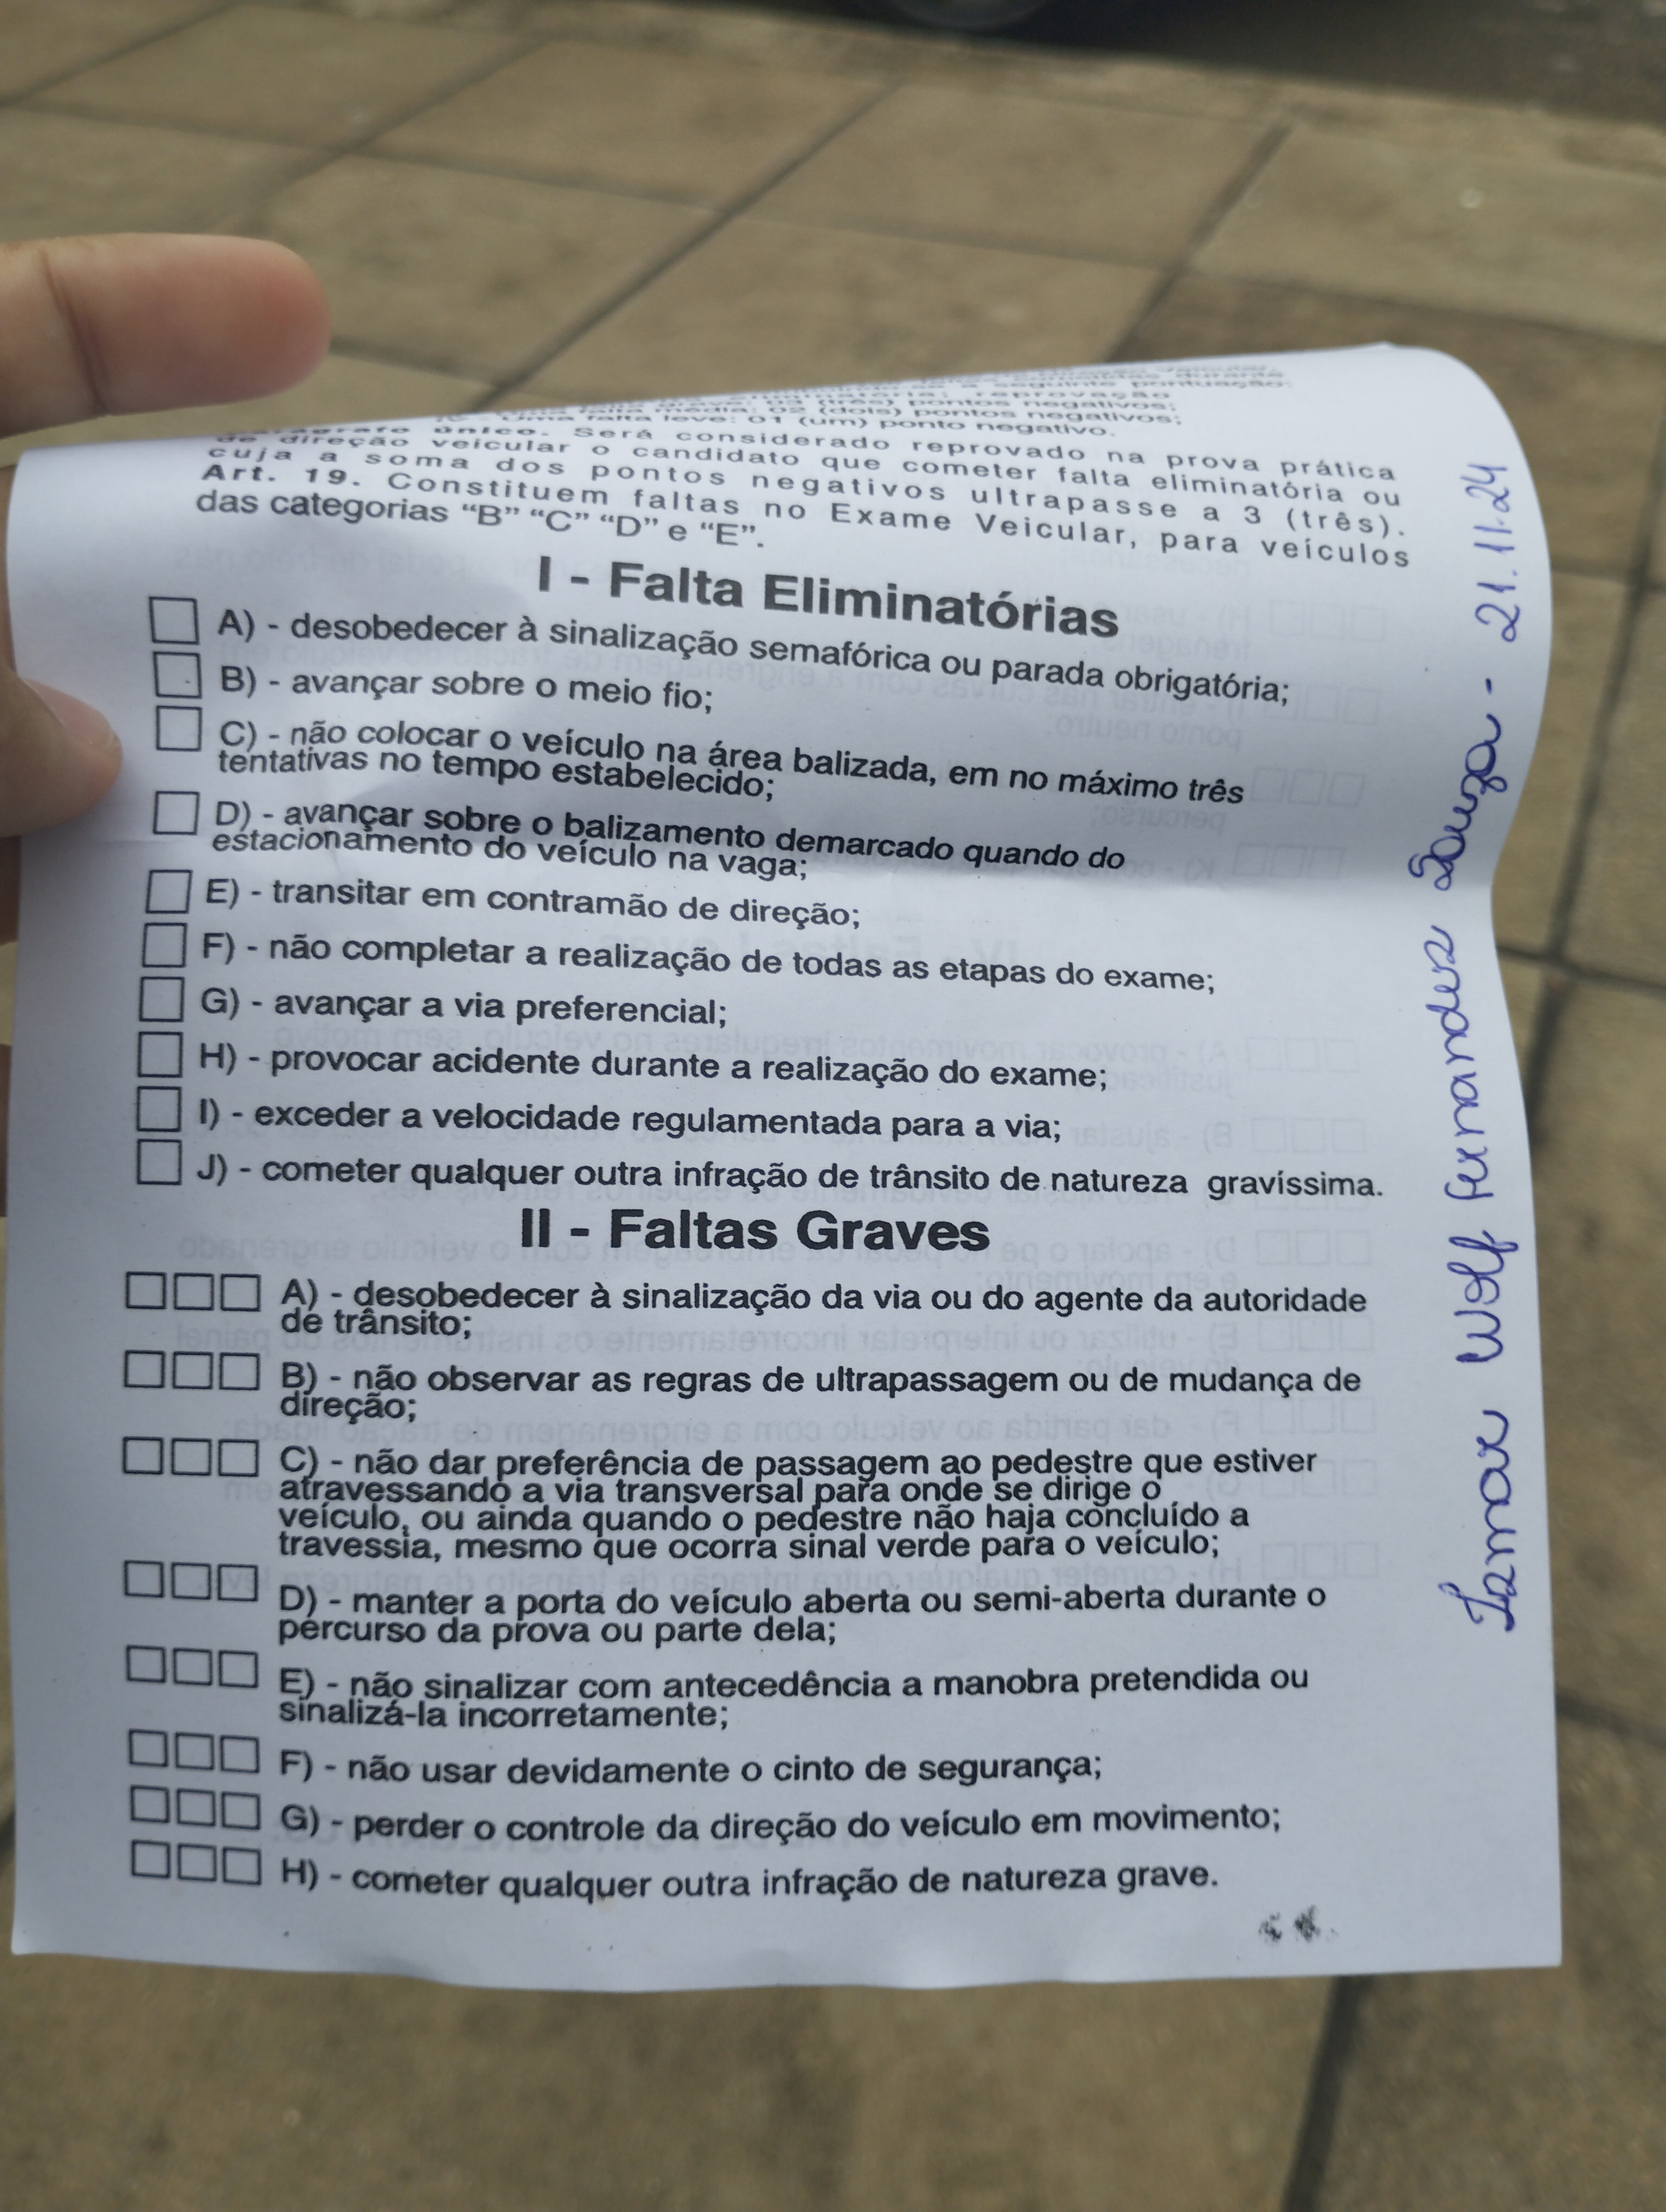 a seguinte pontuação:
reprovação
(três) pontos negativos;
falta média: 02 (dois) pontos negativos;
Uma falta leve: 01 (um) ponto negativo.
único. Será considerado reprovado na prova prática
de direção veicular o candidato que cometer falta eliminatória ou
cuja a soma dos pontos negativos ultrapasse a 3 (três).
Art. 19. Constituem faltas no Exame Veicular, para veículos
das categorias “B” “C” “D” e “E”.
I - Falta Eliminatórias
A) - desobedecer à sinalização semafórica ou parada obrigatória;
B) - avançar sobre o meio fio;
C) - não colocar o veículo na área balizada, em no máximo três
tentativas no tempo estabelecido;
D) - avançar sobre o balizamento demarcado quando do
estacionamento do veículo na vaga;
E) - transitar em contramão de direção;
F) - não completar a realização de todas as etapas do exame;
G) - avançar a via preferencial;
H) - provocar acidente durante a realização do exame;
I) - exceder a velocidade regulamentada para a via;
J) - cometer qualquer outra infração de trânsito de natureza gravíssima.
II - Faltas Graves
A) - desobedecer à sinalização da via ou do agente da autoridade
de trânsito;
B) - não observar as regras de ultrapassagem ou de mudança de
direção;
C) - não dar preferência de passagem ao pedestre que estiver
atravessando a via transversal para onde se dirige o
veículo, ou ainda quando o pedestre não haja concluído a
travessia, mesmo que ocorra sinal verde para o veículo;
D) - manter a porta do veículo aberta ou semi-aberta durante o
percurso da prova ou parte dela;
E) - não sinalizar com antecedência a manobra pretendida ou
sinalizá-la incorretamente;
F) - não usar devidamente o cinto de segurança;
G) - perder o controle da direção do veículo em movimento;
H) - cometer qualquer outra infração de natureza grave.
Wolf Fernandes Souza - 21.11.24